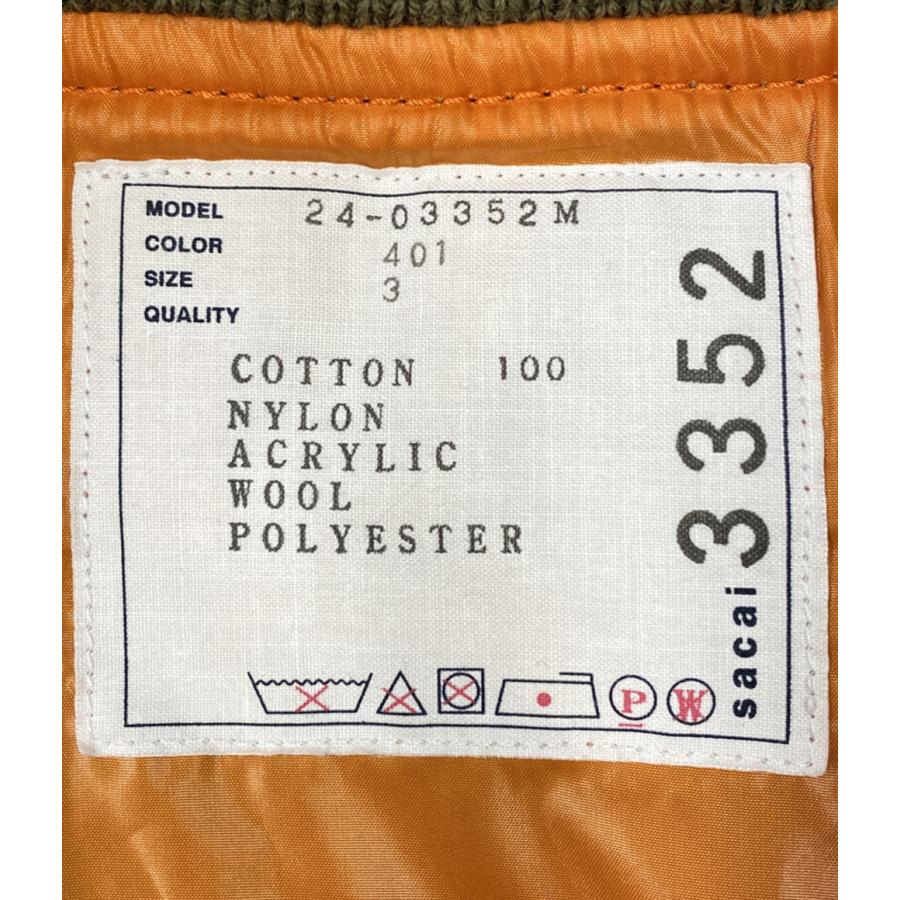 MODEL 24-03352M
COLOR 401
SIZE 3
QUALITY
COTTON 100
NYLON
ACRYLIC
WOOL
POLYESTER
P W
sacai 3352